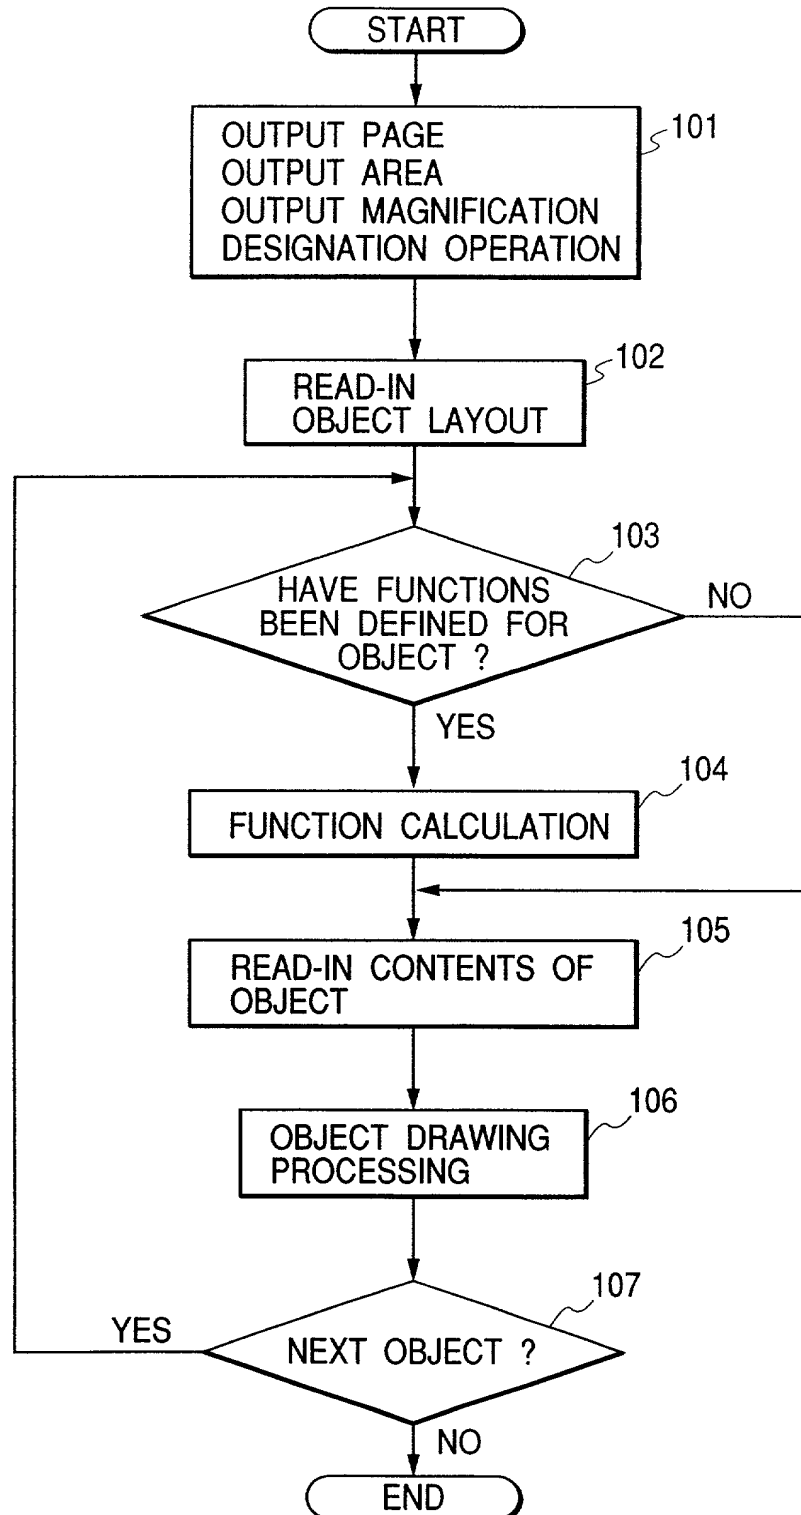 START
101
OUTPUT PAGE
OUTPUT AREA
OUTPUT MAGNIFICATION
DESIGNATION OPERATION
102
READ-IN
OBJECT LAYOUT
103
HAVE FUNCTIONS
BEEN DEFINED FOR
OBJECT ?
NO
YES
104
FUNCTION CALCULATION
105
READ-IN CONTENTS OF
OBJECT
106
OBJECT DRAWING
PROCESSING
107
YES
NEXT OBJECT ?
NO
END